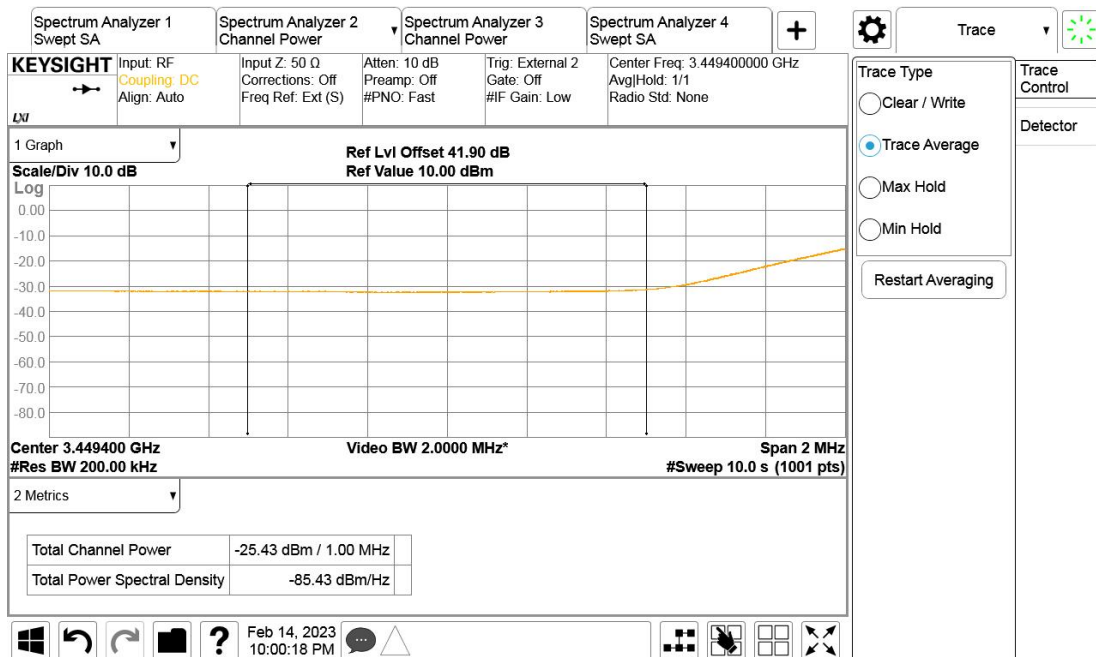 Spectrum Analyzer 1
Swept SA
Spectrum Analyzer 2
Channel Power
Spectrum Analyzer 3
Channel Power
Spectrum Analyzer 4
Swept SA
+
Trace
KEYSIGHT
LXI
Input: RF
Coupling: DC
Align: Auto
Input Z: 50 Ω
Corrections: Off
Freq Ref: Ext (S)
Atten: 10 dB
Preamp: Off
#PNO: Fast
Trig: External 2
Gate: Off
#IF Gain: Low
Center Freq: 3.449400000 GHz
Avg|Hold: 1/1
Radio Std: None
Trace Type
Clear / Write
Trace Average
Max Hold
Min Hold
Restart Averaging
Trace
Control
Detector
1 Graph
Scale/Div 10.0 dB
Ref Lvl Offset 41.90 dB
Ref Value 10.00 dBm
Log
0.00
-10.0
-20.0
-30.0
-40.0
-50.0
-60.0
-70.0
-80.0
Center 3.449400 GHz
#Res BW 200.00 kHz
Video BW 2.0000 MHz*
Span 2 MHz
#Sweep 10.0 s (1001 pts)
2 Metrics
Total Channel Power -25.43 dBm / 1.00 MHz
Total Power Spectral Density -85.43 dBm/Hz
?
Feb 14, 2023
10:00:18 PM